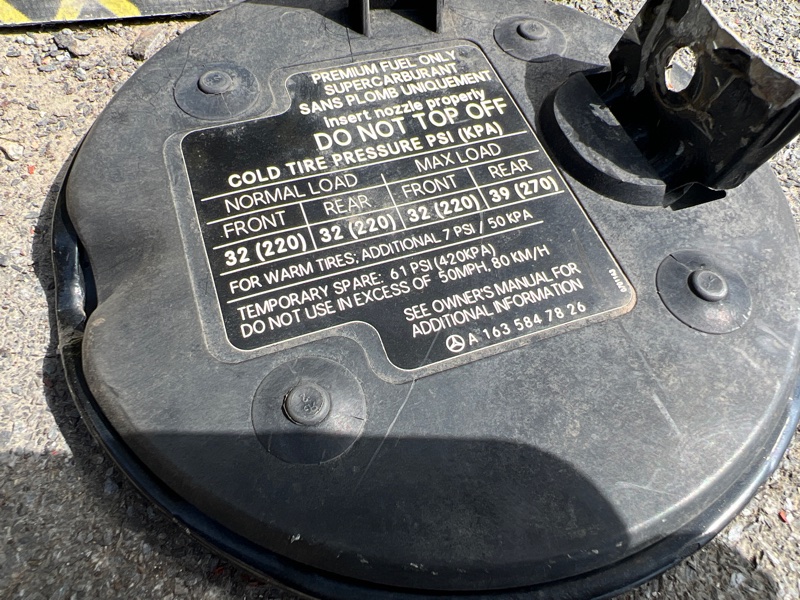 PREMIUM FUEL ONLY
SUPERCARBURANT
SANS PLOMB UNIQUEMENT
Insert nozzle properly
DO NOT TOP OFF
COLD TIRE PRESSURE PSI (KPA)
NORMAL LOAD MAX LOAD
FRONT REAR FRONT REAR
32 (220) 32 (220) 32 (220) 39 (270)
FOR WARM TIRES: ADDITIONAL 7 PSI / 50 KPA
TEMPORARY SPARE: 61 PSI (420KPA)
DO NOT USE IN EXCESS OF 50MPH, 80 KM/H
SEE OWNER'S MANUAL FOR
ADDITIONAL INFORMATION
A 163 584 78 26